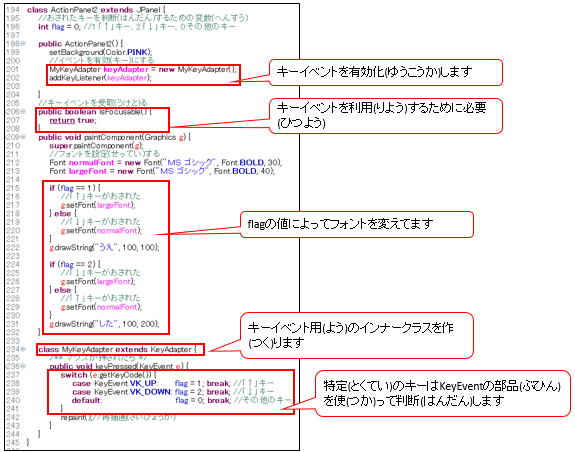 194 class ActionPanel2 extends JPanel {
195 //おされたキーを判断(はんだん)するための変数(へんすう)
196 int flag = 0; //1「↑」キー、2「↓」キー、0その他のキー
197
198 public ActionPanel2() {
199 setBackground(Color.PINK);
200 //イベントを有効(キー)にする
201 MyKeyAdapter keyAdapter = new MyKeyAdapter();
202 addKeyListener(keyAdapter);
203
204 }
205 //キーイベントを受取(うけと)る
206 public boolean isFocusable() {
207 return true;
208 }
209 public void paintComponent(Graphics g) {
210 super.paintComponent(g);
211 //フォントを設定(せってい)する
212 Font normalFont = new Font("MS ゴシック", Font.BOLD, 30);
213 Font largeFont = new Font("MS ゴシック", Font.BOLD, 40);
214
215 if (flag == 1) {
216 //「↑」キーがおされた
217 g.setFont(largeFont);
218 } else {
219 //「↓」キーがおされた
220 g.setFont(normalFont);
221 }
222 g.drawString("うえ", 100, 100);
223
224 if (flag == 2) {
225 //「↓」キーがおされた
226 g.setFont(largeFont);
227 } else {
228 //「↑」キーがおされた
229 g.setFont(normalFont);
230 }
231 g.drawString("した", 100, 200);
232 }
233
234 class MyKeyAdapter extends KeyAdapter {
235 /** マウスが押されたら */
236 public void keyPressed(KeyEvent e) {
237 switch (e.getKeyCode()) {
238 case KeyEvent.VK_UP: flag = 1; break; //「↑」キー
239 case KeyEvent.VK_DOWN: flag = 2; break; //「↓」キー
240 default: flag = 0; break; //その他のキー
241 }
242 repaint();//再描画(さいびょうが)
243 }
244 }
245 }
キーイベントを有効化(ゆうこうか)します
キーイベントを利用(りよう)するために必要
(ひつよう)
flagの値によってフォントを変えてます
キーイベント用(よう)のインナークラスを作
(つく)ります
特定(とくてい)のキーはKeyEventの部品(ぶひん)
を使(つか)って判断(はんだん)します